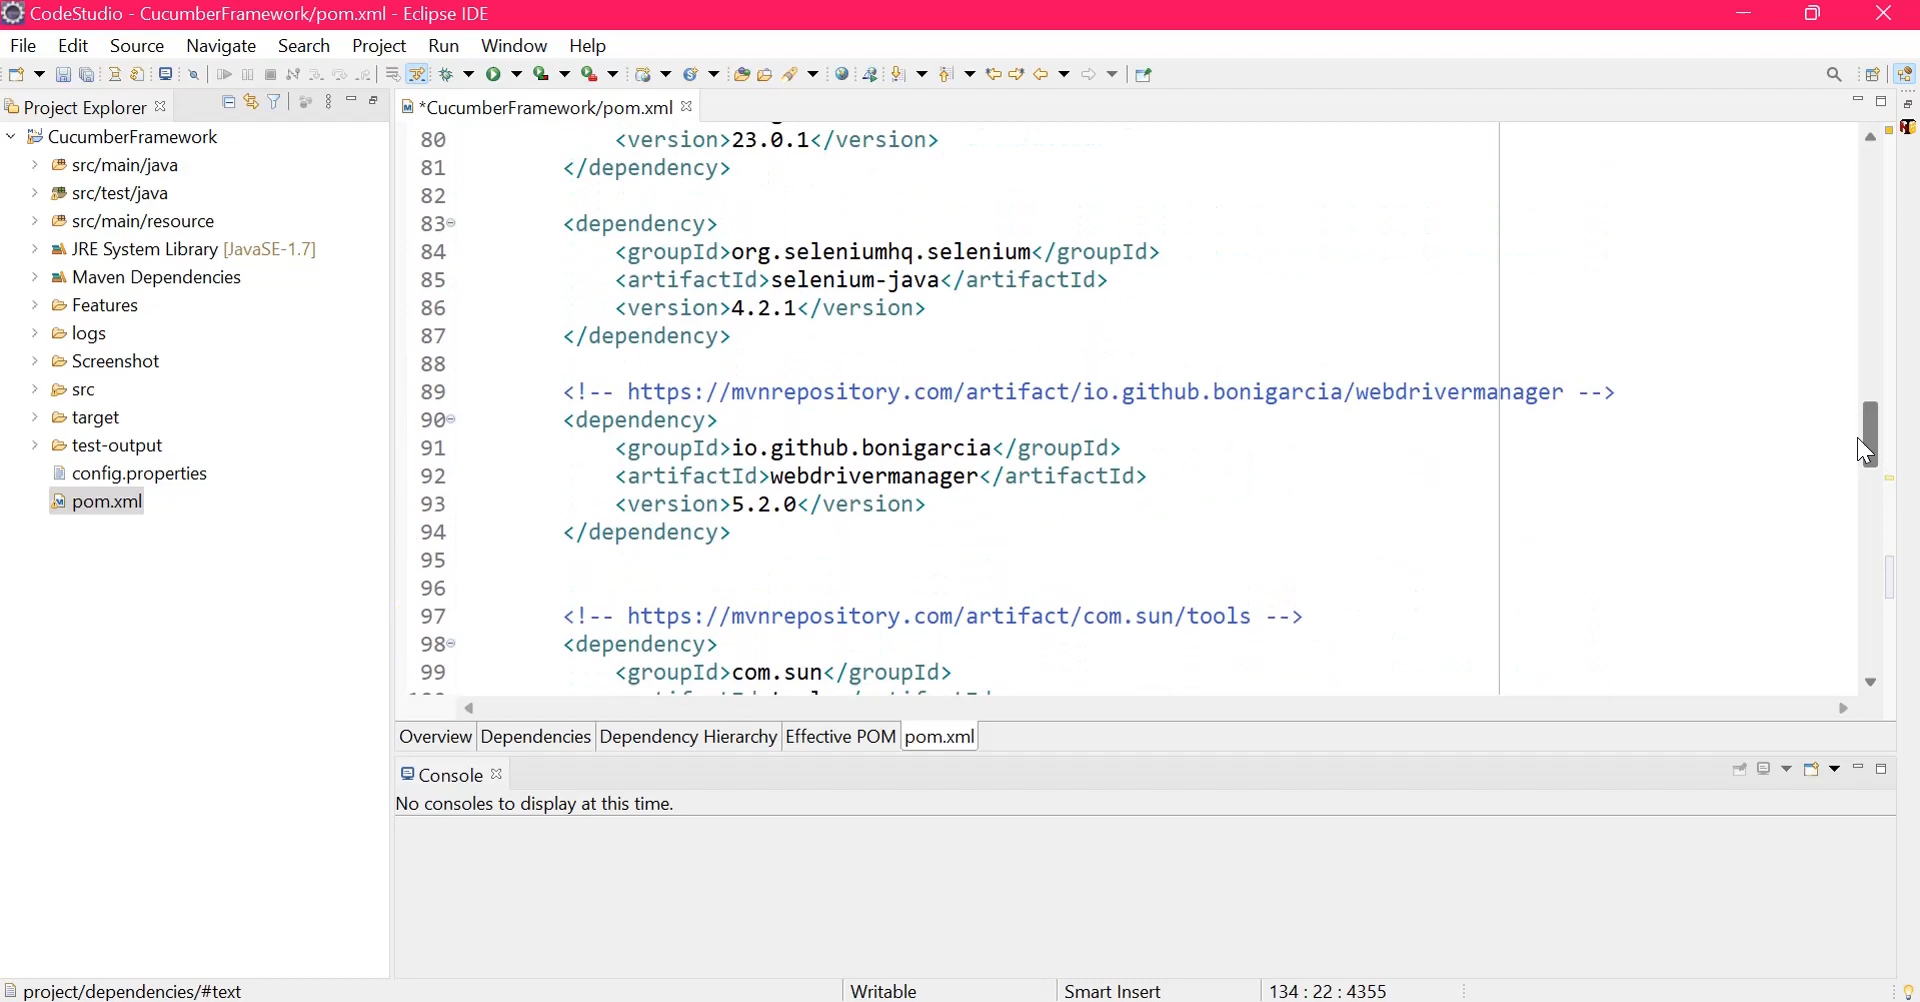 CodeStudio - CucumberFramework/pom.xml - Eclipse IDE
File Edit Source Navigate Search Project Run Window Help
Project Explorer
CucumberFramework
src/main/java
src/test/java
src/main/resource
JRE System Library [JavaSE-1.7]
Maven Dependencies
Features
logs
Screenshot
src
target
test-output
config.properties
pom.xml
*CucumberFramework/pom.xml
80 <version>23.0.1</version>
81 </dependency>
82
83 <dependency>
84 <groupId>org.seleniumhq.selenium</groupId>
85 <artifactId>selenium-java</artifactId>
86 <version>4.2.1</version>
87 </dependency>
88
89 <!-- https://mvnrepository.com/artifact/io.github.bonigarcia/webdrivermanager -->
90 <dependency>
91 <groupId>io.github.bonigarcia</groupId>
92 <artifactId>webdrivermanager</artifactId>
93 <version>5.2.0</version>
94 </dependency>
95
96
97 <!-- https://mvnrepository.com/artifact/com.sun/tools -->
98 <dependency>
99 <groupId>com.sun</groupId>
Overview Dependencies Dependency Hierarchy Effective POM pom.xml
Console
No consoles to display at this time.
project/dependencies/#text Writable Smart Insert 134 : 22 : 4355